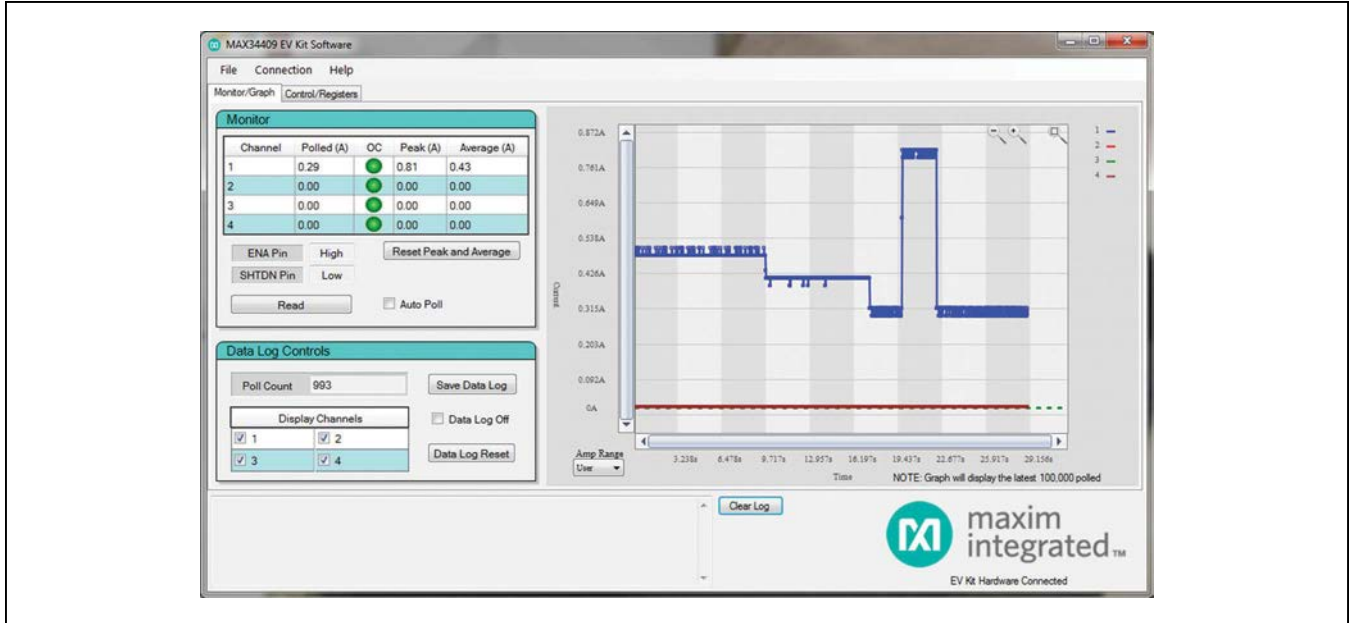 MAX34409 EV Kit Software
File Connection Help
Monitor/Graph Control/Registers
Monitor
Channel Polled (A) OC Peak (A) Average (A)
1 0.29 0.81 0.43
2 0.00 0.00 0.00
3 0.00 0.00 0.00
4 0.00 0.00 0.00
ENA Pin High Reset Peak and Average
SHTDN Pin Low
Read Auto Poll
Data Log Controls
Poll Count 993 Save Data Log
Display Channels Data Log Off
1 2
3 4 Data Log Reset
0.872A
0.761A
0.649A
0.538A
0.426A
0.315A
0.203A
0.092A
0A
Current
1
2
3
4
Amp Range
User
3.238s 6.478s 9.717s 12.957s 16.197s 19.437s 22.677s 25.917s 29.156s
Time
NOTE: Graph will display the latest 100,000 polled
Clear Log
maxim
integrated™
EV Kit Hardware Connected